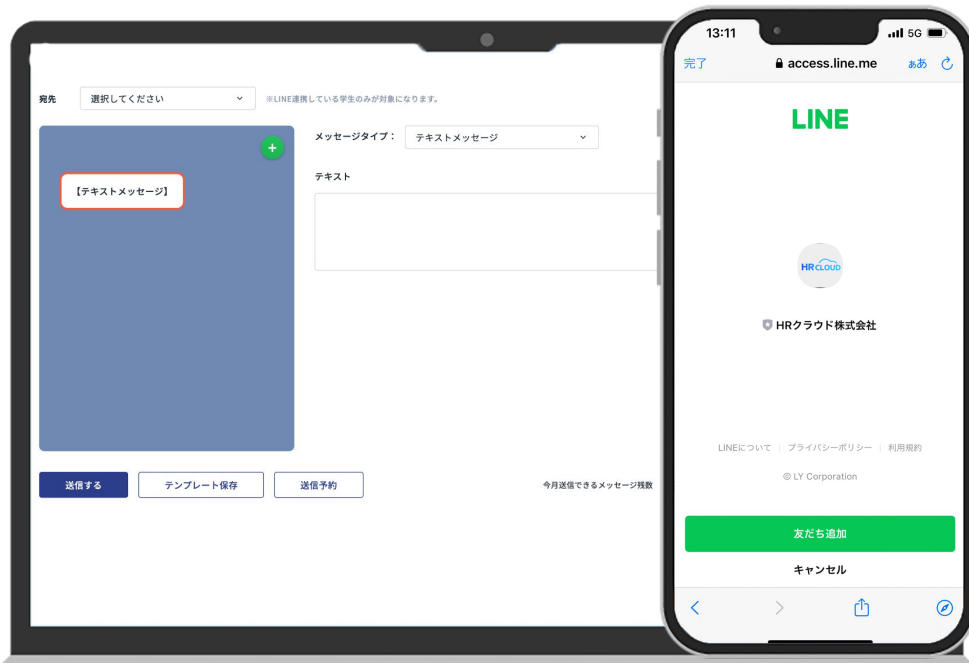 宛先
選択してください
※LINE連携している学生のみが対象になります。
+
【テキストメッセージ】
メッセージタイプ：
テキストメッセージ
テキスト
送信する
テンプレート保存
送信予約
今月送信できるメッセージ残数
13:11
5G
完了
access.line.me
ああ
LINE
HR CLOUD
HRクラウド株式会社
LINEについて | プライバシーポリシー | 利用規約
© LY Corporation
友だち追加
キャンセル